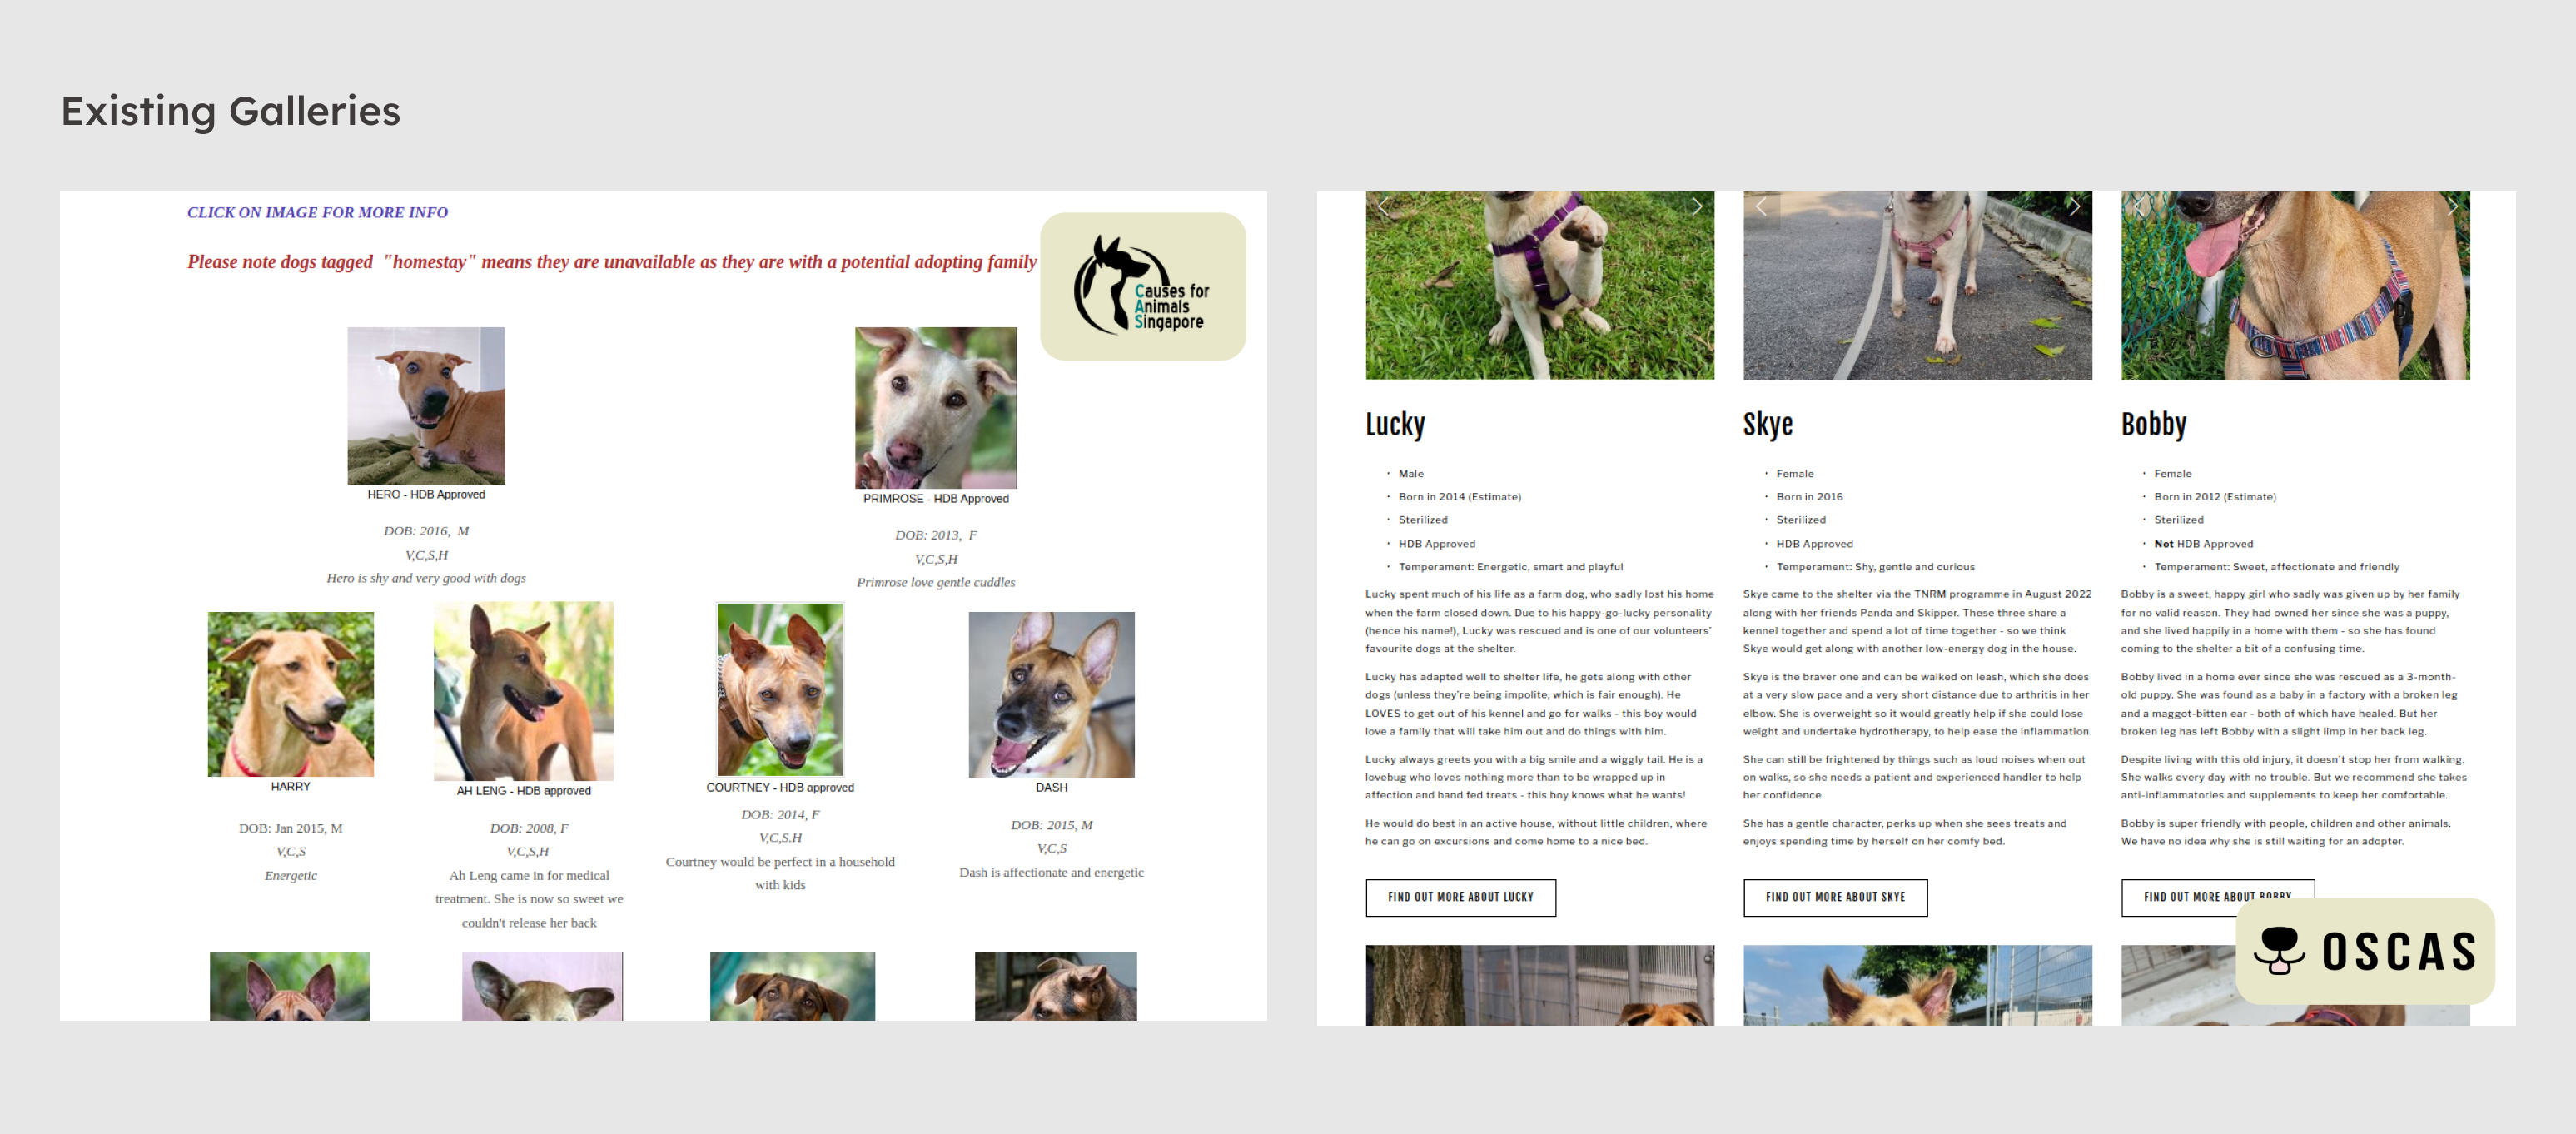 Existing Galleries
CLICK ON IMAGE FOR MORE INFO
Please note dogs tagged "homestay" means they are unavailable as they are with a potential adopting family
Causes for
Animals
Singapore
HERO - HDB Approved
DOB: 2016, M
V,C,S,H
Hero is shy and very good with dogs
PRIMROSE - HDB Approved
DOB: 2013, F
V,C,S,H
Primrose love gentle cuddles
HARRY
DOB: Jan 2015, M
V,C,S
Energetic
AH LENG - HDB approved
DOB: 2008, F
V,C,S,H
Ah Leng came in for medical
treatment. She is now so sweet we
couldn't release her back
COURTNEY - HDB approved
DOB: 2014, F
V,C,S.H
Courtney would be perfect in a household
with kids
DASH
DOB: 2015, M
V,C,S
Dash is affectionate and energetic
Lucky
• Male
• Born in 2014 (Estimate)
• Sterilized
• HDB Approved
• Temperament: Energetic, smart and playful
Lucky spent much of his life as a farm dog, who sadly lost his home
when the farm closed down. Due to his happy-go-lucky personality
(hence his name!), Lucky was rescued and is one of our volunteers'
favourite dogs at the shelter.
Lucky has adapted well to shelter life, he gets along with other
dogs (unless they're being impolite, which is fair enough). He
LOVES to get out of his kennel and go for walks - this boy would
love a family that will take him out and do things with him.
Lucky always greets you with a big smile and a wiggly tail. He is a
lovebug who loves nothing more than to be wrapped up in
affection and hand fed treats - this boy knows what he wants!
He would do best in an active house, without little children, where
he can go on excursions and come home to a nice bed.
FIND OUT MORE ABOUT LUCKY
Skye
• Female
• Born in 2016
• Sterilized
• HDB Approved
• Temperament: Shy, gentle and curious
Skye came to the shelter via the TNRM programme in August 2022
along with her friends Panda and Skipper. These three share a
kennel together and spend a lot of time together - so we think
Skye would get along with another low-energy dog in the house.
Skye is the braver one and can be walked on leash, which she does
at a very slow pace and a very short distance due to arthritis in her
elbow. She is overweight so it would greatly help if she could lose
weight and undertake hydrotherapy, to help ease the inflammation.
She can still be frightened by things such as loud noises when out
on walks, so she needs a patient and experienced handler to help
her confidence.
She has a gentle character, perks up when she sees treats and
enjoys spending time by herself on her comfy bed.
FIND OUT MORE ABOUT SKYE
Bobby
• Female
• Born in 2012 (Estimate)
• Sterilized
• Not HDB Approved
• Temperament: Sweet, affectionate and friendly
Bobby is a sweet, happy girl who sadly was given up by her family
for no valid reason. They had owned her since she was a puppy,
and she lived happily in a home with them - so she has found
coming to the shelter a bit of a confusing time.
Bobby lived in a home ever since she was rescued as a 3-month-
old puppy. She was found as a baby in a factory with a broken leg
and a maggot-bitten ear - both of which have healed. But her
broken leg has left Bobby with a slight limp in her back leg.
Despite living with this old injury, it doesn't stop her from walking.
She walks every day with no trouble. But we recommend she takes
anti-inflammatories and supplements to keep her comfortable.
Bobby is super friendly with people, children and other animals.
We have no idea why she is still waiting for an adopter.
FIND OUT MORE ABOUT BOBBY
OSCAS